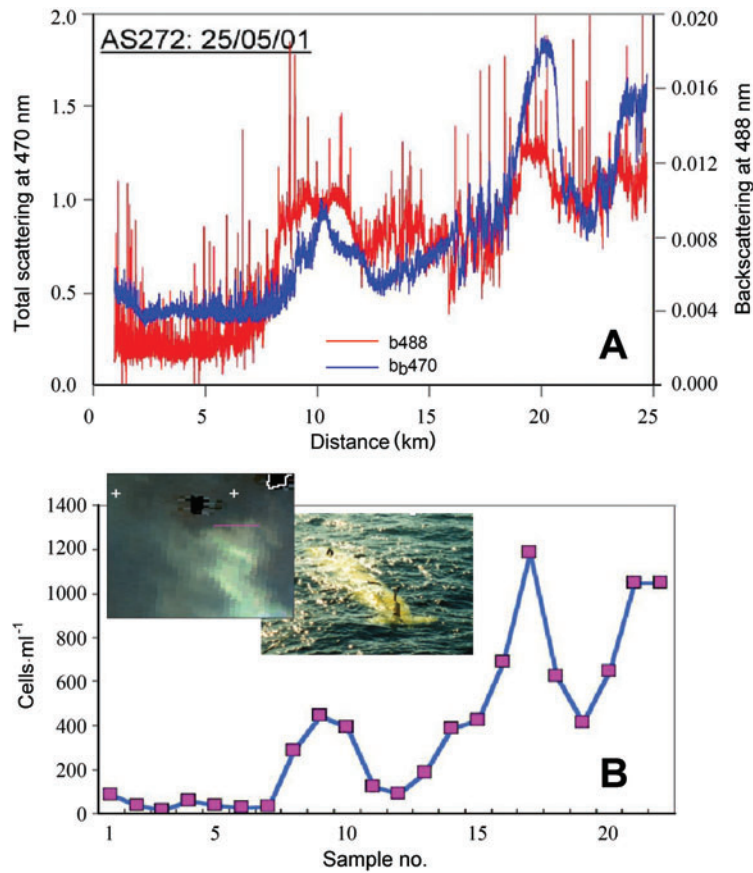 AS272: 25/05/01
2.0
1.5
1.0
0.5
0.0
Total scattering at 470 nm
0.020
0.016
0.012
0.008
0.004
0.000
Backscattering at 488 nm
b488
bb470
A
0 5 10 15 20 25
Distance (km)
1400
1200
1000
800
600
400
200
0
Cells·ml-1
B
1 5 10 15 20
Sample no.